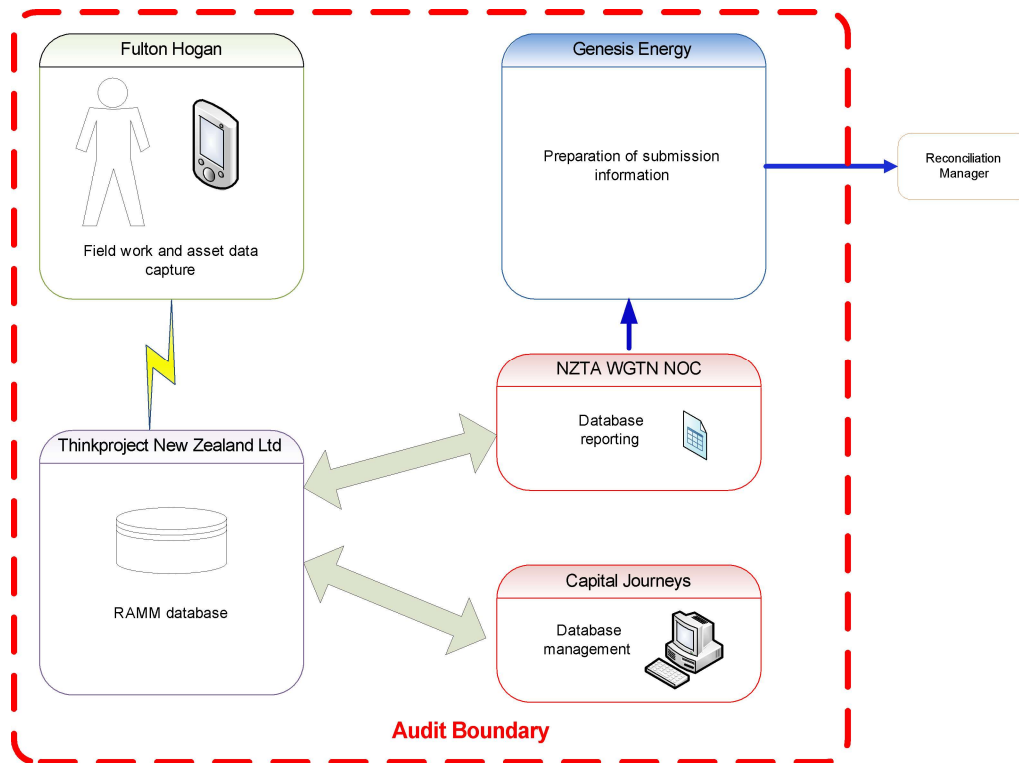 Fulton Hogan
Field work and asset data
capture
Genesis Energy
Preparation of submission
information
Reconciliation
Manager
Thinkproject New Zealand Ltd
RAMM database
NZTA WGTN NOC
Database
reporting
Capital Journeys
Database
management
Audit Boundary